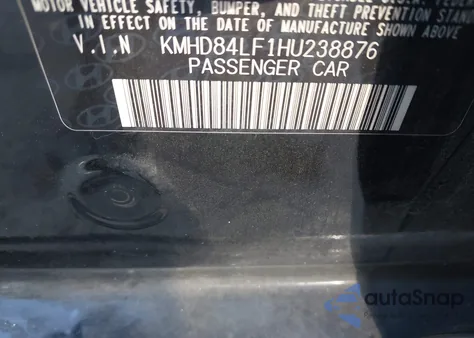 MOTOR VEHICLE SAFETY, BUMPER, AND THEFT PREVENTION STAN
IN EFFECT ON THE DATE OF MANUFACTURE SHOWN ABOVE
V.I.N KMHD84LF1HU238876
PASSENGER CAR
autoSnap